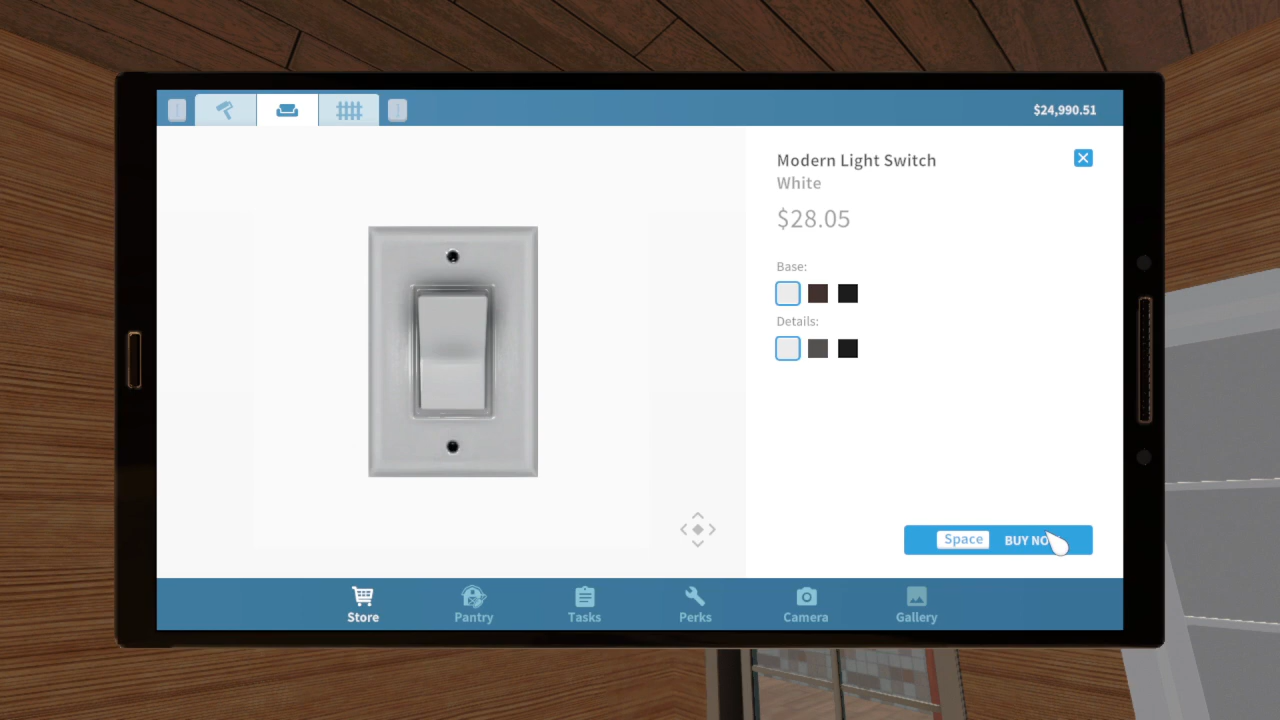 $24,990.51
Modern Light Switch
White
$28.05
Base:
Details:
Space BUY NO
Store Pantry Tasks Perks Camera Gallery